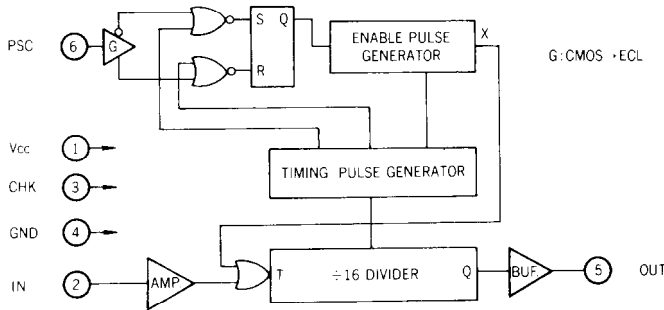 PSC 6 G S Q R ENABLE PULSE GENERATOR X G:CMOS→ECL
Vcc 1
TIMING PULSE GENERATOR
CHK 3
GND 4
IN 2 AMP T ÷16 DIVIDER Q BUF. 5 OUT